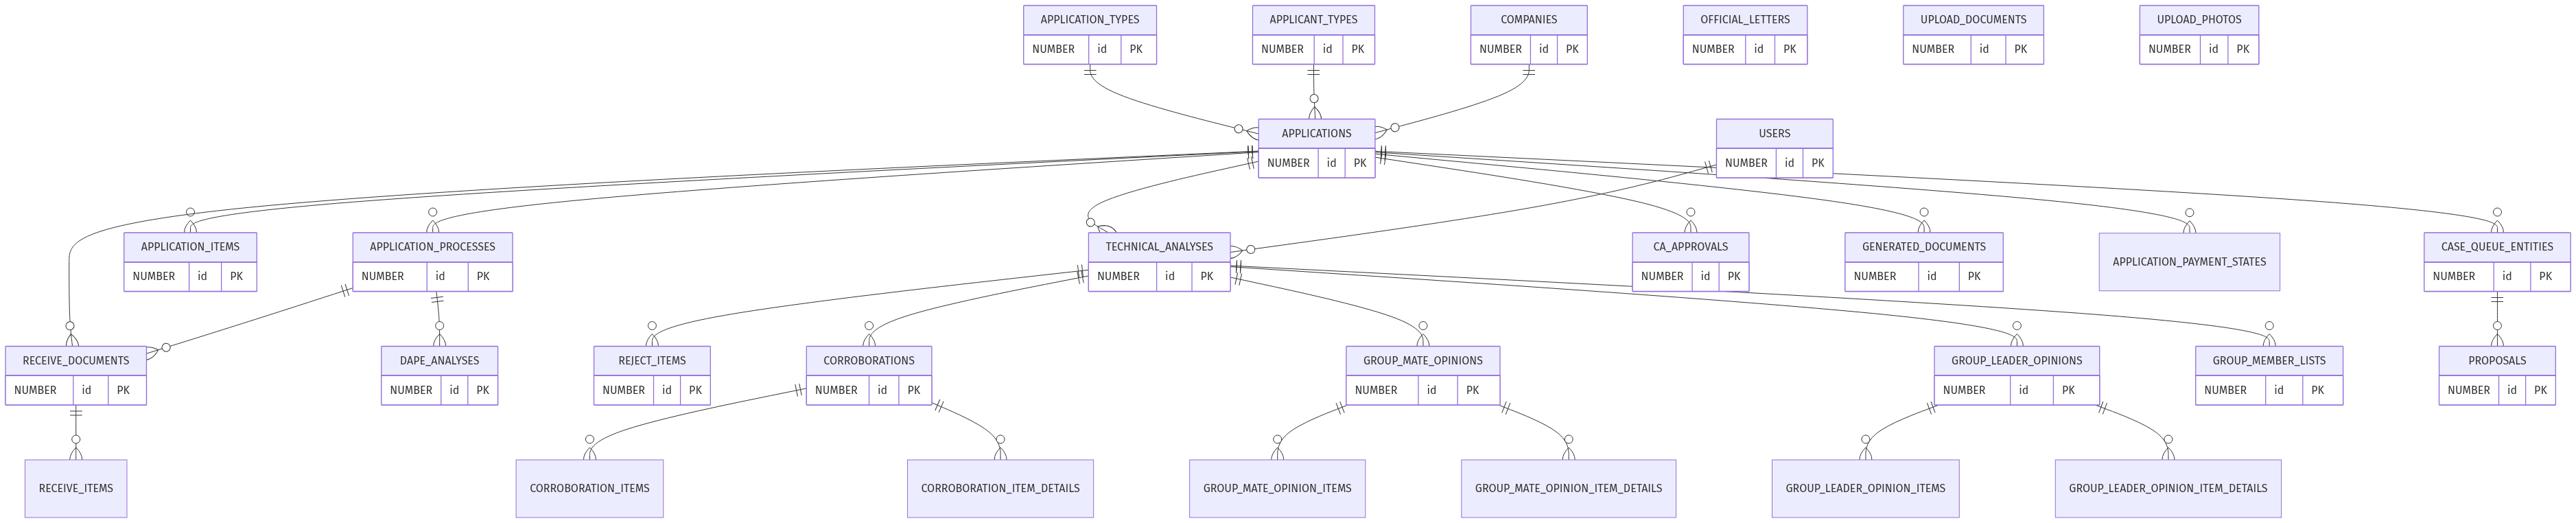 APPLICATION_TYPES
NUMBER id PK
APPLICANT_TYPES
NUMBER id PK
COMPANIES
NUMBER id PK
OFFICIAL_LETTERS
NUMBER id PK
UPLOAD_DOCUMENTS
NUMBER id PK
UPLOAD_PHOTOS
NUMBER id PK
APPLICATIONS
NUMBER id PK
USERS
NUMBER id PK
APPLICATION_ITEMS
NUMBER id PK
APPLICATION_PROCESSES
NUMBER id PK
TECHNICAL_ANALYSES
NUMBER id PK
CA_APPROVALS
NUMBER id PK
GENERATED_DOCUMENTS
NUMBER id PK
APPLICATION_PAYMENT_STATES
CASE_QUEUE_ENTITIES
NUMBER id PK
RECEIVE_DOCUMENTS
NUMBER id PK
DAPE_ANALYSES
NUMBER id PK
REJECT_ITEMS
NUMBER id PK
CORROBORATIONS
NUMBER id PK
GROUP_MATE_OPINIONS
NUMBER id PK
GROUP_LEADER_OPINIONS
NUMBER id PK
GROUP_MEMBER_LISTS
NUMBER id PK
PROPOSALS
NUMBER id PK
RECEIVE_ITEMS
CORROBORATION_ITEMS
CORROBORATION_ITEM_DETAILS
GROUP_MATE_OPINION_ITEMS
GROUP_MATE_OPINION_ITEM_DETAILS
GROUP_LEADER_OPINION_ITEMS
GROUP_LEADER_OPINION_ITEM_DETAILS